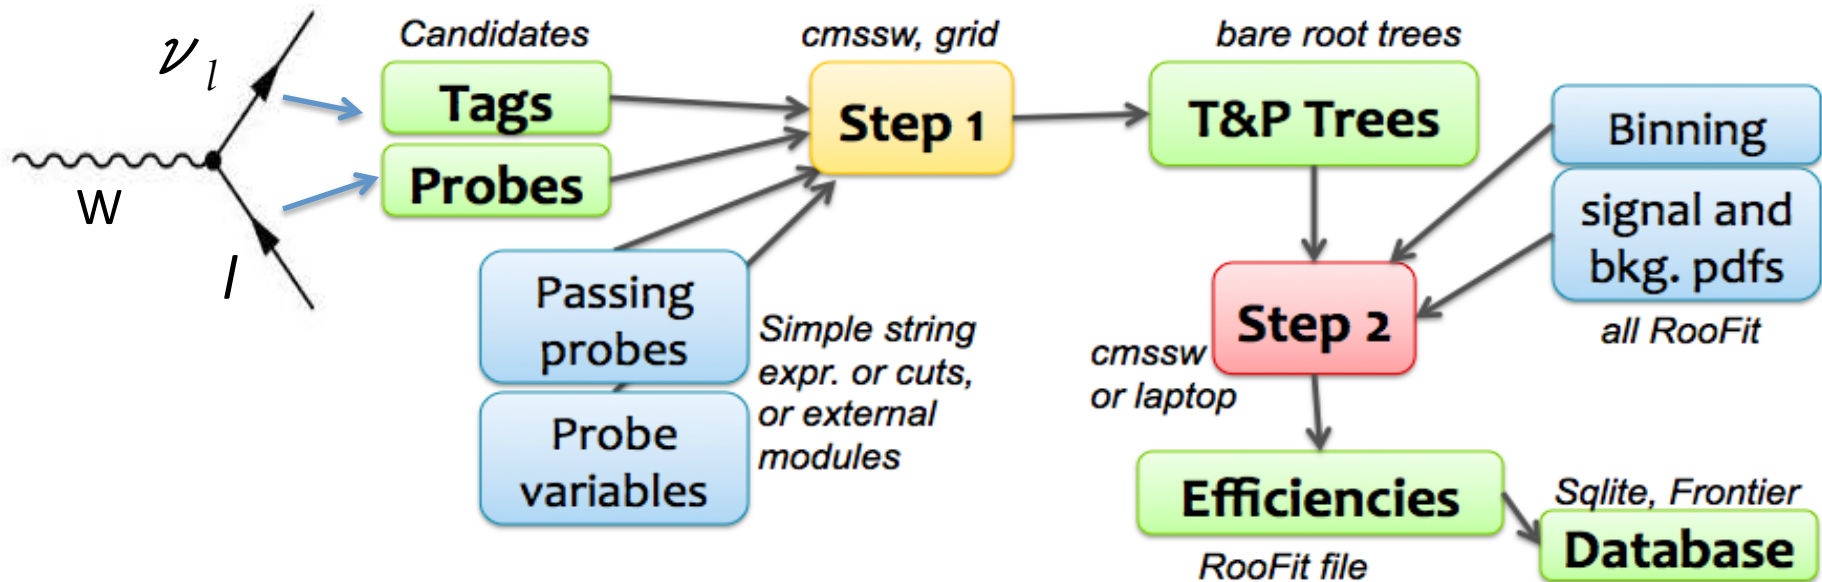 ν l
W
l
Candidates
Tags
Probes
cmssw, grid
Step 1
Passing
probes
Probe
variables
Simple string
expr. or cuts,
or external
modules
bare root trees
T&P Trees
Binning
signal and
bkg. pdfs
all RooFit
Step 2
cmssw
or laptop
Efficiencies
RooFit file
Sqlite, Frontier
Database